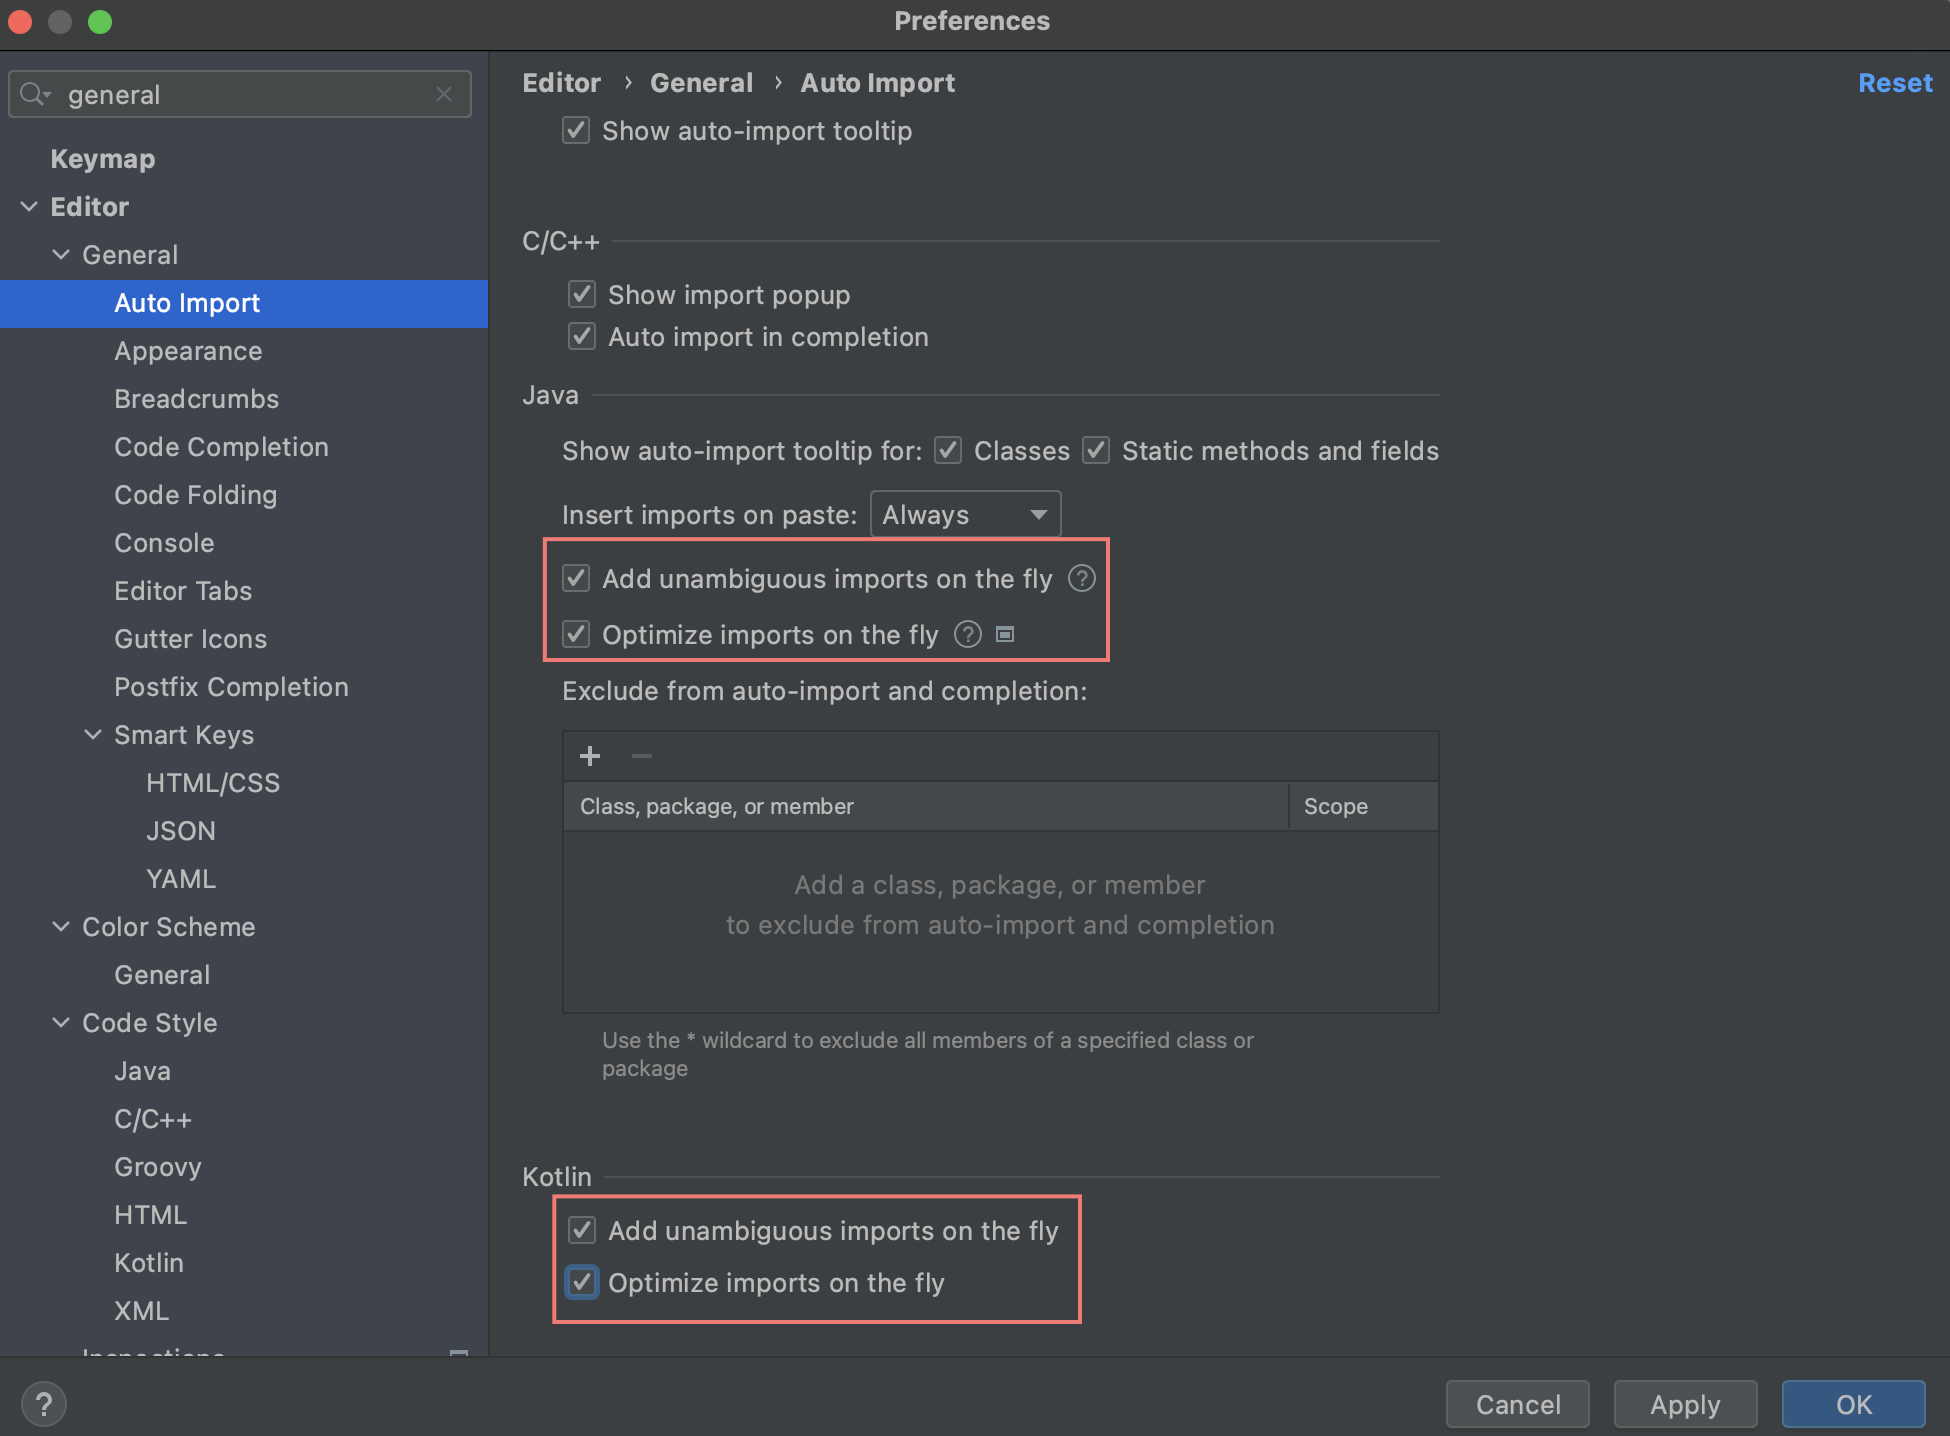 Preferences
general
Keymap
Editor
General
Auto Import
Appearance
Breadcrumbs
Code Completion
Code Folding
Console
Editor Tabs
Gutter Icons
Postfix Completion
Smart Keys
HTML/CSS
JSON
YAML
Color Scheme
General
Code Style
Java
C/C++
Groovy
HTML
Kotlin
XML
Inspections
Editor › General › Auto Import
Reset
Show auto-import tooltip
C/C++
Show import popup
Auto import in completion
Java
Show auto-import tooltip for: Classes Static methods and fields
Insert imports on paste: Always
Add unambiguous imports on the fly ?
Optimize imports on the fly ?
Exclude from auto-import and completion:
Class, package, or member Scope
Add a class, package, or member
to exclude from auto-import and completion
Use the * wildcard to exclude all members of a specified class or
package
Kotlin
Add unambiguous imports on the fly
Optimize imports on the fly
?
Cancel Apply OK